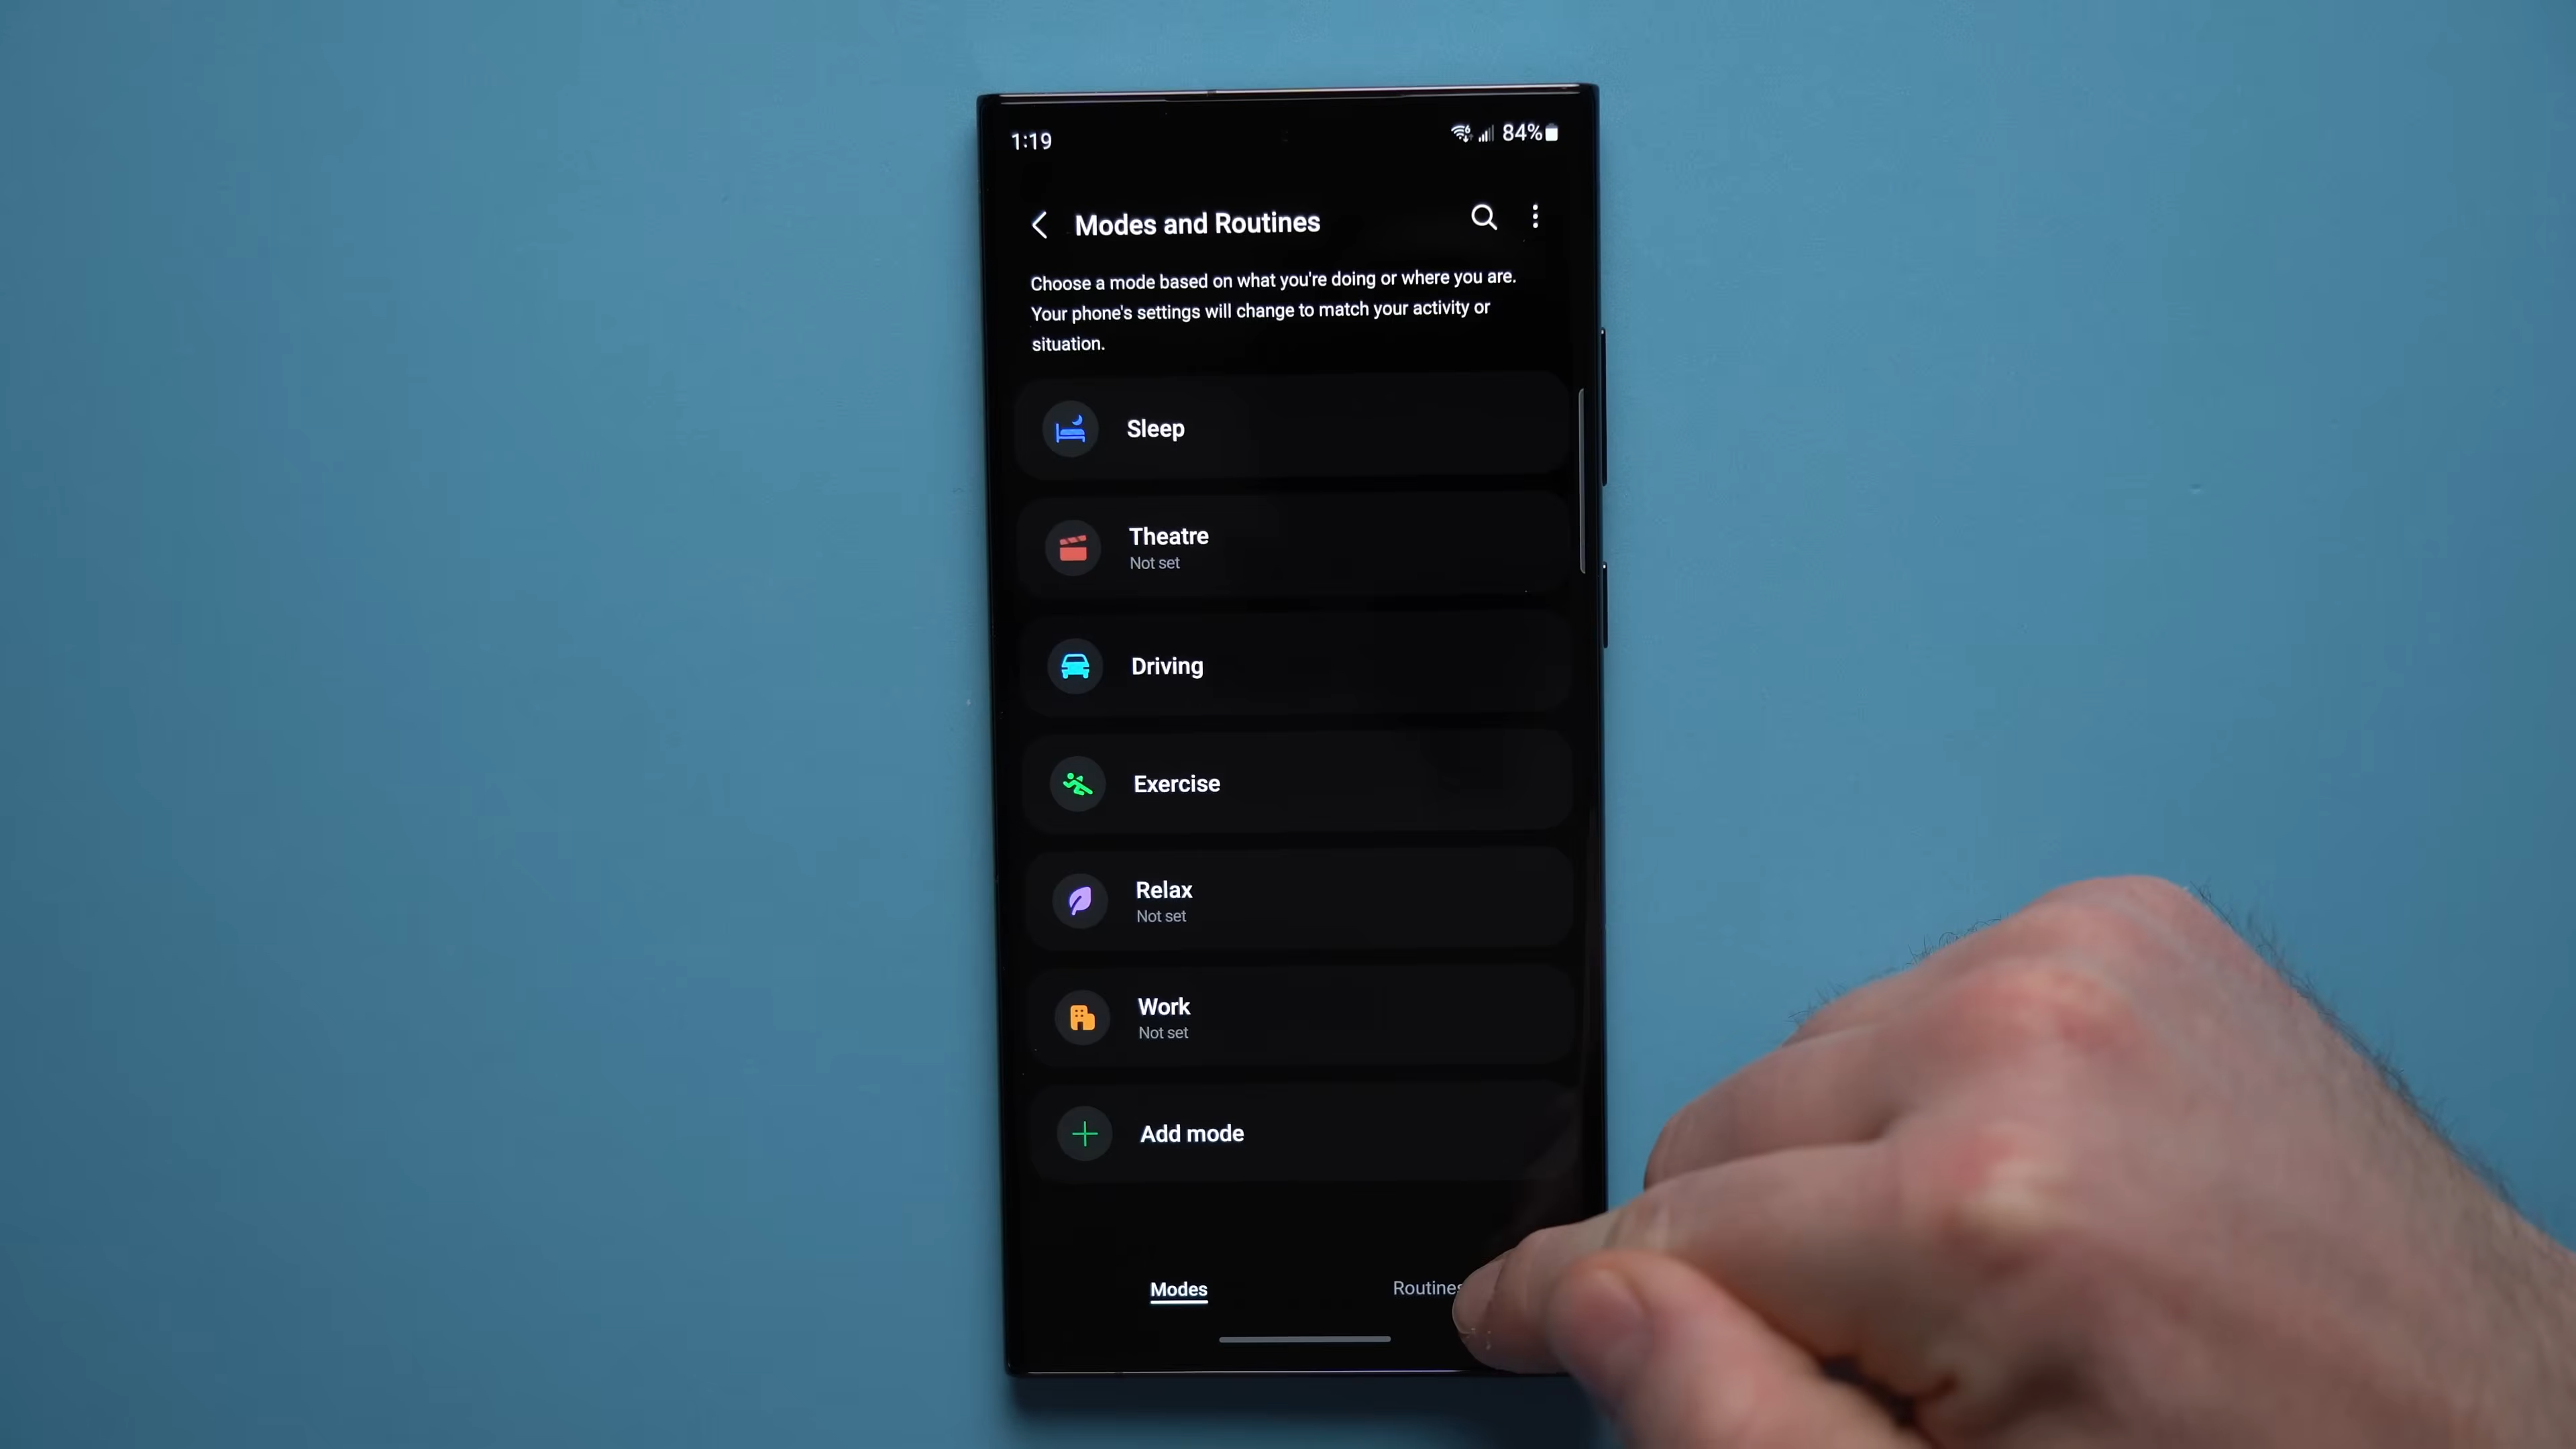 1:19
84%
Modes and Routines
Choose a mode based on what you're doing or where you are.
Your phone's settings will change to match your activity or
situation.
Sleep
Theatre
Not set
Driving
Exercise
Relax
Not set
Work
Not set
Add mode
Modes
Routines